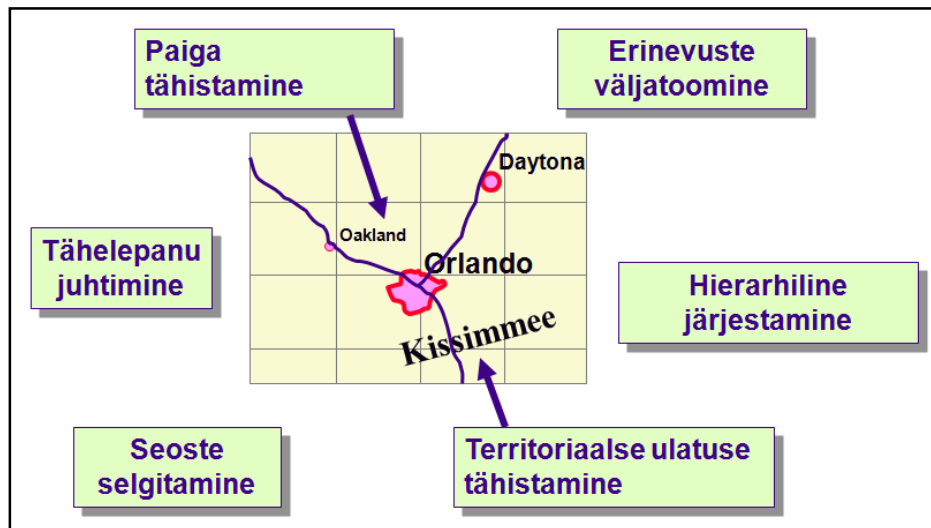 Paiga
tähistamine
Erinevuste
väljatoomine
Daytona
Oakland
Orlando
Kissimmee
Tähelepanu
juhtimine
Hierarhiline
järjestamine
Seoste
selgitamine
Territoriaalse ulatuse
tähistamine